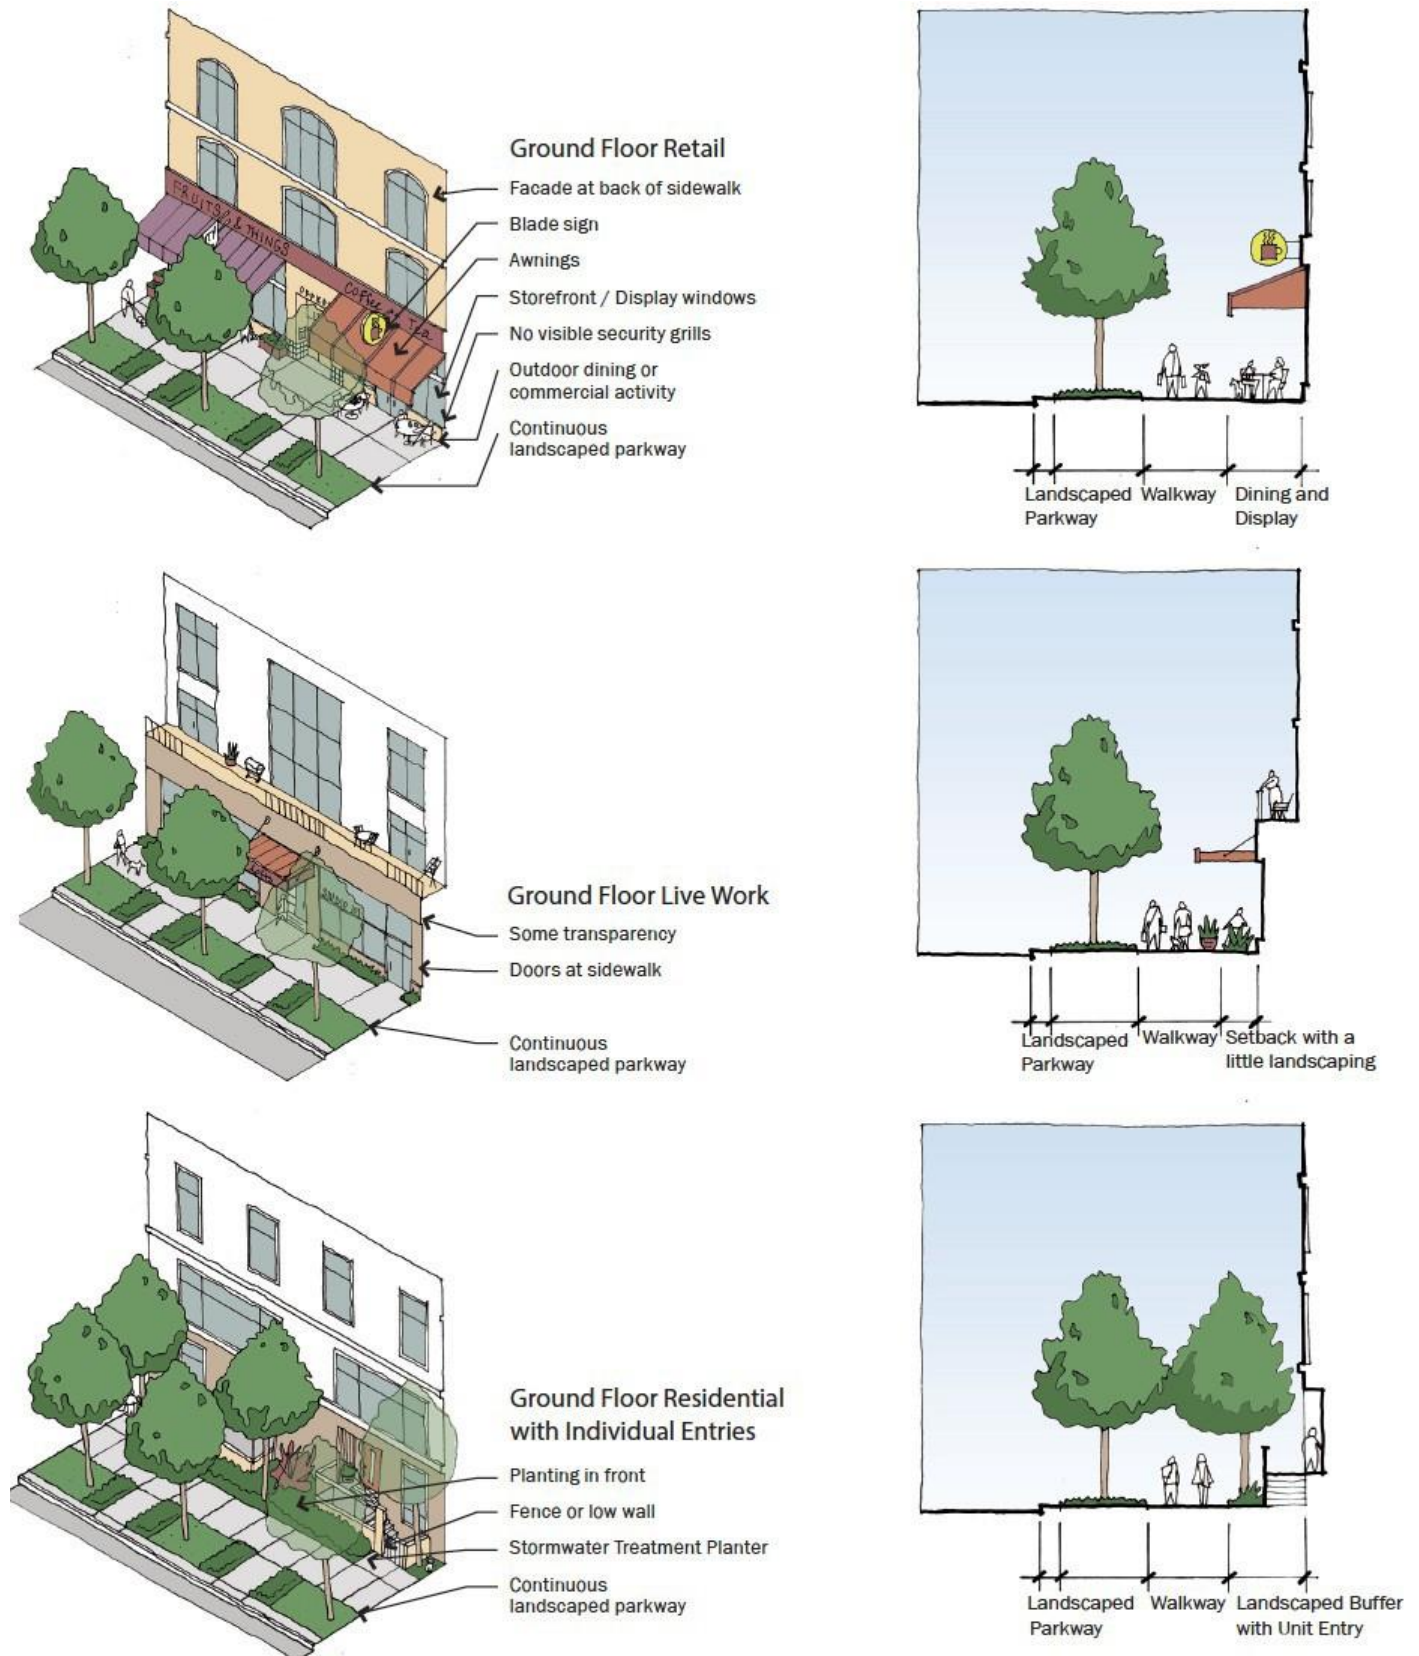 FRUITS & THINGS
Coffee Tea
Ground Floor Retail
Facade at back of sidewalk
Blade sign
Awnings
Storefront / Display windows
No visible security grills
Outdoor dining or
commercial activity
Continuous
landscaped parkway
Landscaped
Parkway
Walkway
Dining and
Display
Ground Floor Live Work
Some transparency
Doors at sidewalk
Continuous
landscaped parkway
Landscaped
Parkway
Walkway
Setback with a
little landscaping
Ground Floor Residential
with Individual Entries
Planting in front
Fence or low wall
Stormwater Treatment Planter
Continuous
landscaped parkway
Landscaped
Parkway
Walkway
Landscaped Buffer
with Unit Entry